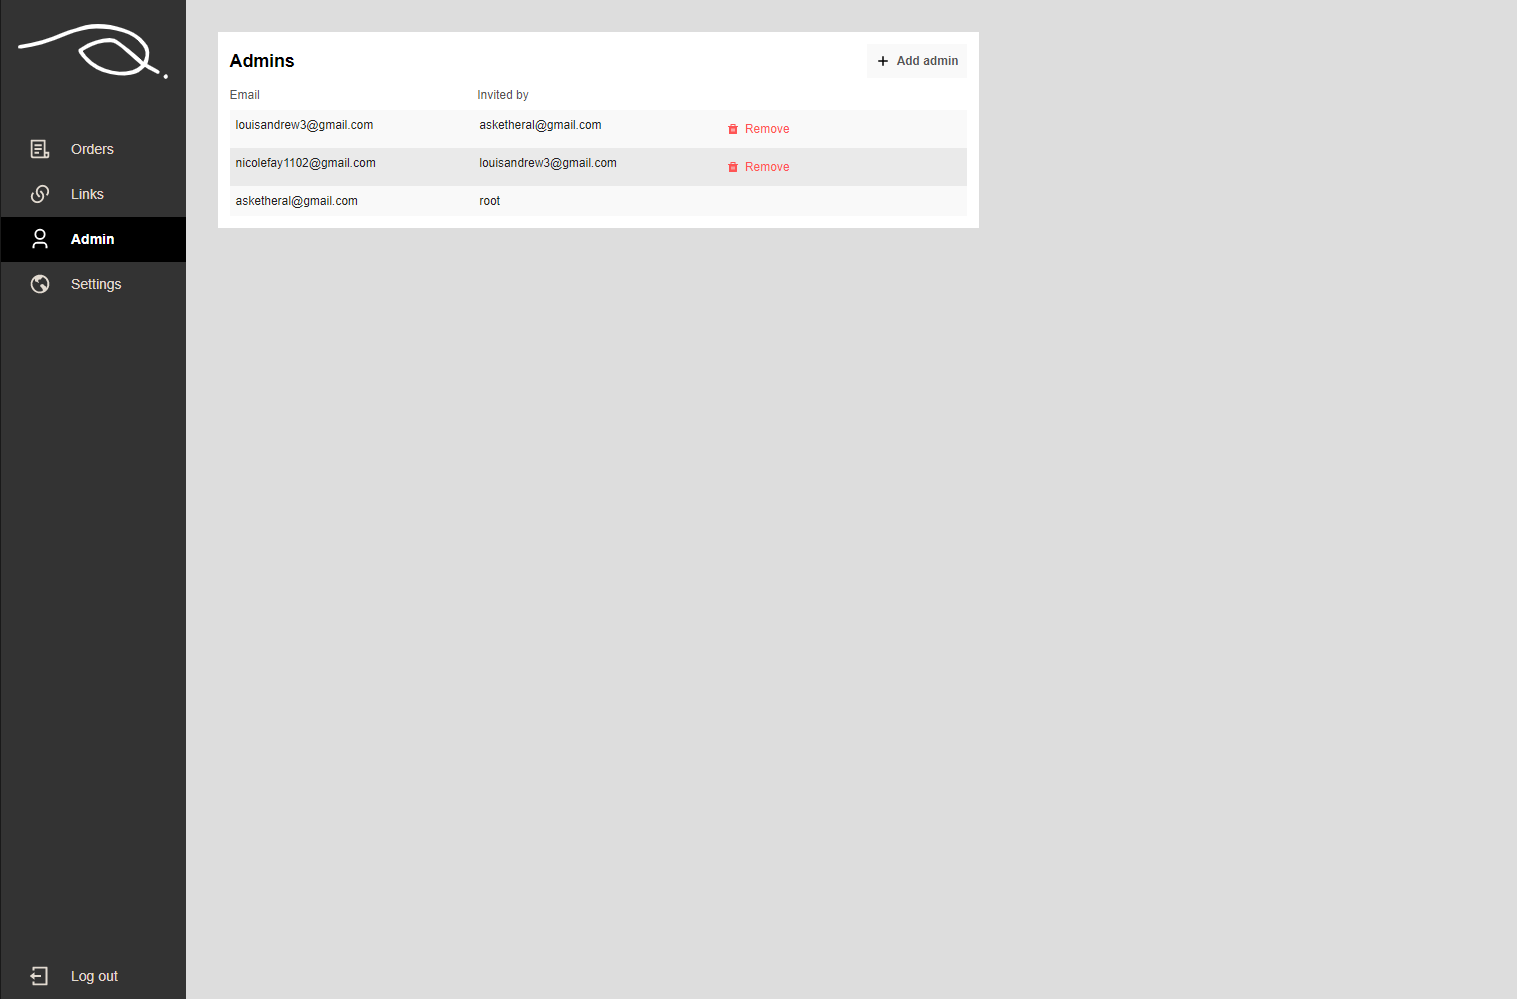 Orders
Links
Admin
Settings
Log out
Admins
Add admin
Email Invited by
louisandrew3@gmail.com asketheral@gmail.com Remove
nicolefay1102@gmail.com louisandrew3@gmail.com Remove
asketheral@gmail.com root